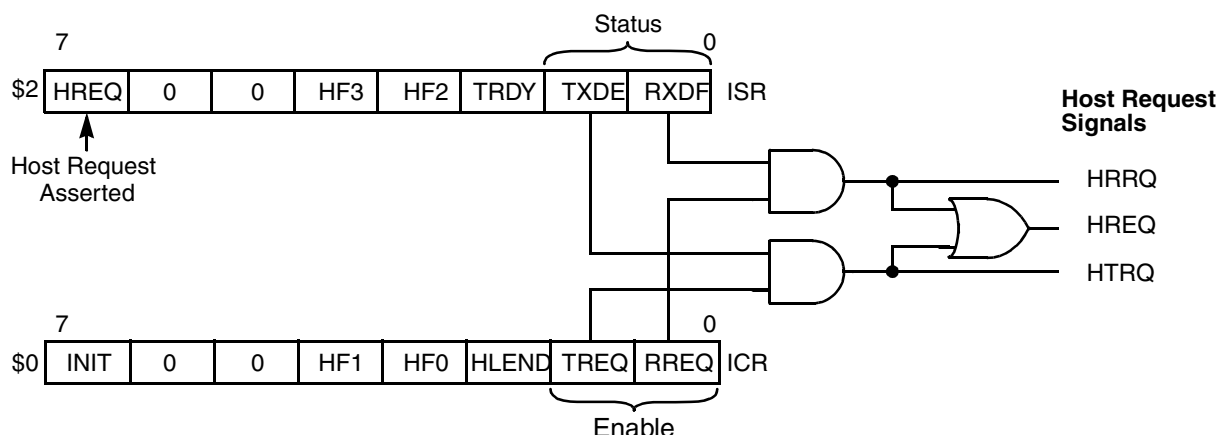 Status
7 0
$2 HREQ 0 0 HF3 HF2 TRDY TXDE RXDF ISR
Host Request
Asserted
Host Request
Signals
HRRQ
HREQ
HTRQ
7 0
$0 INIT 0 0 HF1 HF0 HLEND TREQ RREQ ICR
Enable